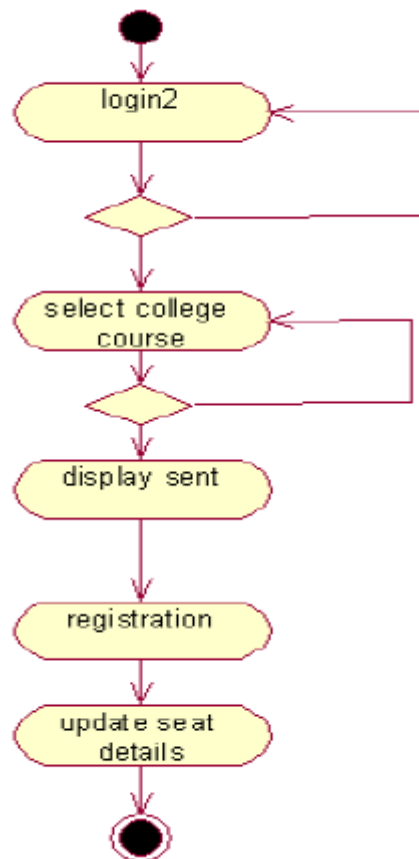 login2
select college
course
display sent
registration
update seat
details